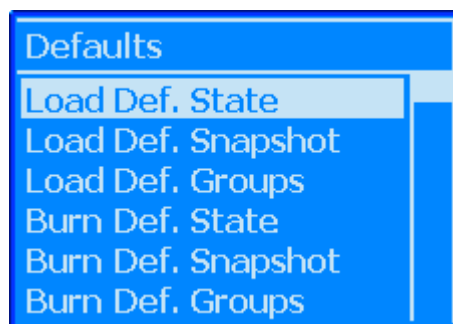 Defaults
Load Def. State
Load Def. Snapshot
Load Def. Groups
Burn Def. State
Burn Def. Snapshot
Burn Def. Groups